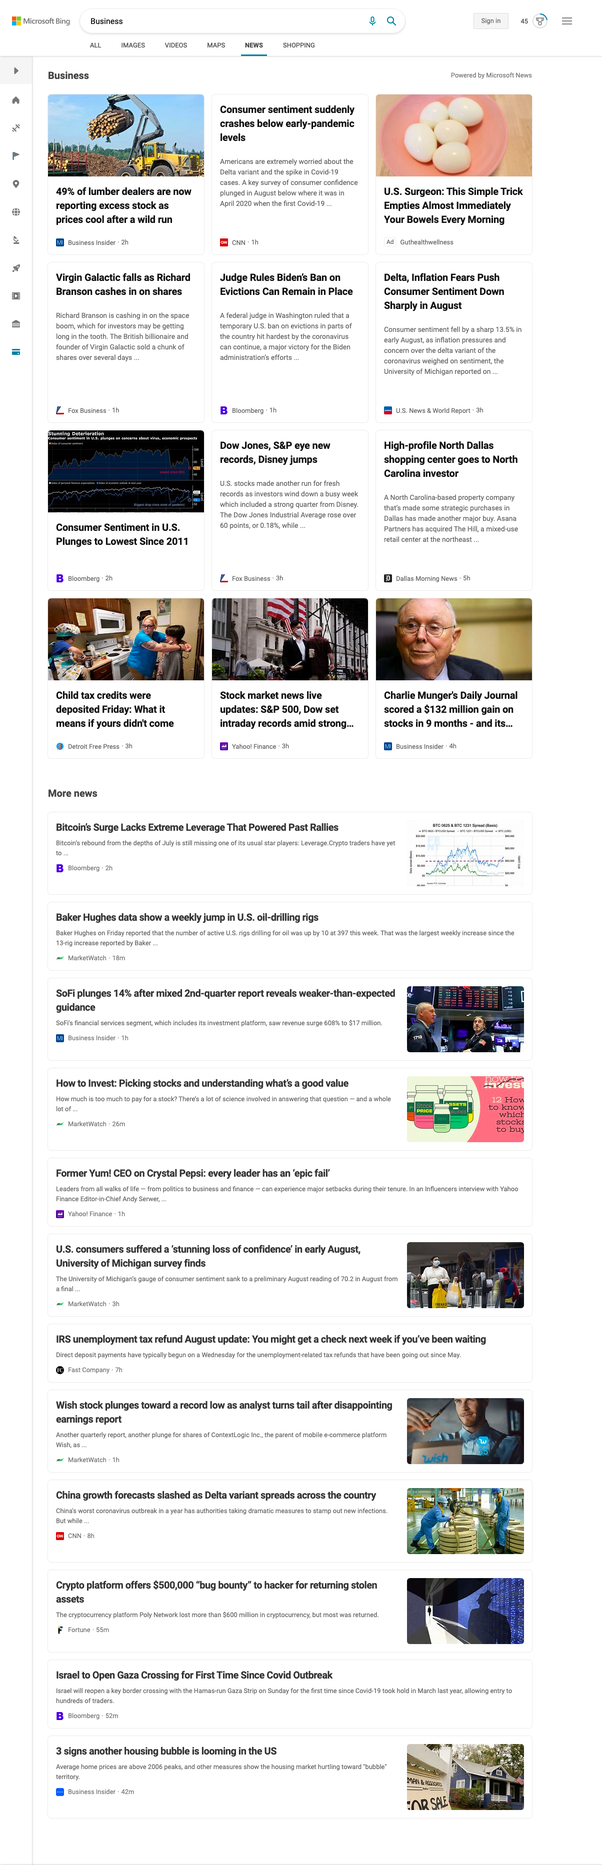 Microsoft Bing
Business
Sign in
45
ALL
IMAGES
VIDEOS
MAPS
NEWS
SHOPPING
Business
Powered by Microsoft News
49% of lumber dealers are now
reporting excess stock as
prices cool after a wild run
Business Insider · 2h
Consumer sentiment suddenly
crashes below early-pandemic
levels
Americans are extremely worried about the
Delta variant and the spike in Covid-19
cases. A key survey of consumer confidence
plunged in August below where it was in
April 2020 when the first Covid-19 ...
CNN · 1h
U.S. Surgeon: This Simple Trick
Empties Almost Immediately
Your Bowels Every Morning
Ad Guthealthwellness
Virgin Galactic falls as Richard
Branson cashes in on shares
Richard Branson is cashing in on the space
boom, which for investors may be getting
long in the tooth. The British billionaire and
founder of Virgin Galactic sold a chunk of
shares over several days ...
Fox Business · 1h
Judge Rules Biden's Ban on
Evictions Can Remain in Place
A federal judge in Washington ruled that a
temporary U.S. ban on evictions in parts of
the country hit hardest by the coronavirus
can continue, a major victory for the Biden
administration's efforts ...
Bloomberg · 1h
Delta, Inflation Fears Push
Consumer Sentiment Down
Sharply in August
Consumer sentiment fell by a sharp 13.5% in
early August, as inflation pressures and
concern over the delta variant of the
coronavirus weighed on sentiment, the
University of Michigan reported on ...
U.S. News & World Report · 3h
Stunning Deterioration
Consumer sentiment in U.S. plunges on concerns about virus, economic prospects
Consumer Sentiment in U.S.
Plunges to Lowest Since 2011
Bloomberg · 2h
Dow Jones, S&P eye new
records, Disney jumps
U.S. stocks made another run for fresh
records as investors wind down a busy week
which included a strong quarter from Disney.
The Dow Jones Industrial Average rose over
60 points, or 0.18%, while ...
Fox Business · 3h
High-profile North Dallas
shopping center goes to North
Carolina investor
A North Carolina-based property company
that's made some strategic purchases in
Dallas has made another major buy. Asana
Partners has acquired The Hill, a mixed-use
retail center at the northeast ...
Dallas Morning News · 5h
Child tax credits were
deposited Friday: What it
means if yours didn't come
Detroit Free Press · 3h
Stock market news live
updates: S&P 500, Dow set
intraday records amid strong...
Yahoo! Finance · 3h
Charlie Munger's Daily Journal
scored a $132 million gain on
stocks in 9 months - and its...
Business Insider · 4h
More news
Bitcoin's Surge Lacks Extreme Leverage That Powered Past Rallies
Bitcoin's rebound from the depths of July is still missing one of its usual star players: Leverage.Crypto traders have yet
to ...
Bloomberg · 2h
BTC 0625 & BTC 1231 Spread (Basis)
Baker Hughes data show a weekly jump in U.S. oil-drilling rigs
Baker Hughes on Friday reported that the number of active U.S. rigs drilling for oil was up by 10 at 397 this week. That was the largest weekly increase since the
13-rig increase reported by Baker ...
MarketWatch · 18m
SoFi plunges 14% after mixed 2nd-quarter report reveals weaker-than-expected
guidance
SoFi's financial services segment, which includes its investment platform, saw revenue surge 608% to $17 million.
Business Insider · 1h
How to Invest: Picking stocks and understanding what's a good value
How much is too much to pay for a stock? There's a lot of science involved in answering that question — and a whole
lot of ...
MarketWatch · 26m
STOCK
PRICE
ASSETS
12 How
to know
which
stocks
to buy
Former Yum! CEO on Crystal Pepsi: every leader has an 'epic fail'
Leaders from all walks of life — from politics to business and finance — can experience major setbacks during their tenure. In an Influencers interview with Yahoo
Finance Editor-in-Chief Andy Serwer, ...
Yahoo! Finance · 1h
U.S. consumers suffered a 'stunning loss of confidence' in early August,
University of Michigan survey finds
The University of Michigan's gauge of consumer sentiment sank to a preliminary August reading of 70.2 in August from
a final ...
MarketWatch · 3h
IRS unemployment tax refund August update: You might get a check next week if you've been waiting
Direct deposit payments have typically begun on a Wednesday for the unemployment-related tax refunds that have been going out since May.
Fast Company · 7h
Wish stock plunges toward a record low as analyst turns tail after disappointing
earnings report
Another quarterly report, another plunge for shares of ContextLogic Inc., the parent of mobile e-commerce platform
Wish, as ...
MarketWatch · 1h
wish
China growth forecasts slashed as Delta variant spreads across the country
China's worst coronavirus outbreak in a year has authorities taking dramatic measures to stamp out new infections.
But while ...
CNN · 8h
Crypto platform offers $500,000 "bug bounty" to hacker for returning stolen
assets
The cryptocurrency platform Poly Network lost more than $600 million in cryptocurrency, but most was returned.
Fortune · 55m
Israel to Open Gaza Crossing for First Time Since Covid Outbreak
Israel will reopen a key border crossing with the Hamas-run Gaza Strip on Sunday for the first time since Covid-19 took hold in March last year, allowing entry to
hundreds of traders.
Bloomberg · 52m
3 signs another housing bubble is looming in the US
Average home prices are above 2006 peaks, and other measures show the housing market hurtling toward "bubble"
territory.
Business Insider · 42m
FOR SALE